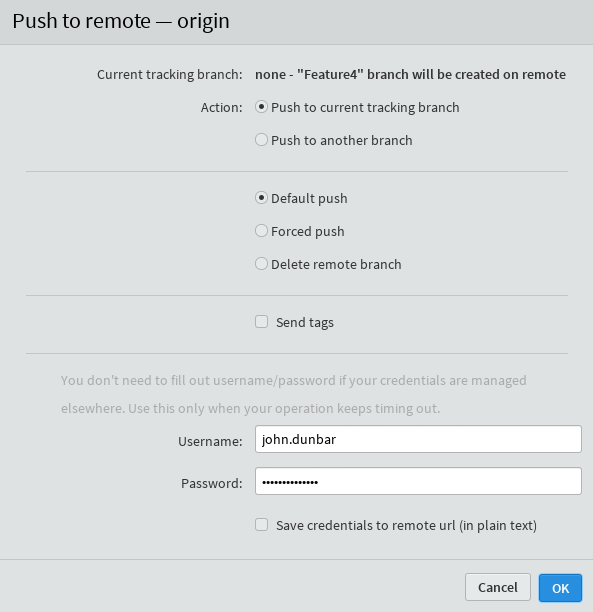 Push to remote — origin
Current tracking branch: none - "Feature4" branch will be created on remote
Action: Push to current tracking branch
Push to another branch
Default push
Forced push
Delete remote branch
Send tags
You don't need to fill out username/password if your credentials are managed
elsewhere. Use this only when your operation keeps timing out.
Username: john.dunbar
Password: ••••••••••••••
Save credentials to remote url (in plain text)
Cancel OK